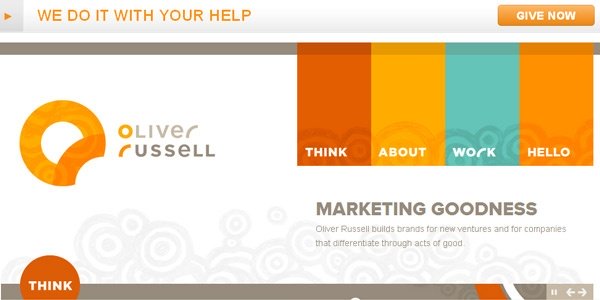 WE DO IT WITH YOUR HELP
GIVE NOW
OLIVER
RUSSELL
THINK
ABOUT
WORK
HELLO
MARKETING GOODNESS
Oliver Russell builds brands for new ventures and for companies
that differentiate through acts of good.
THINK